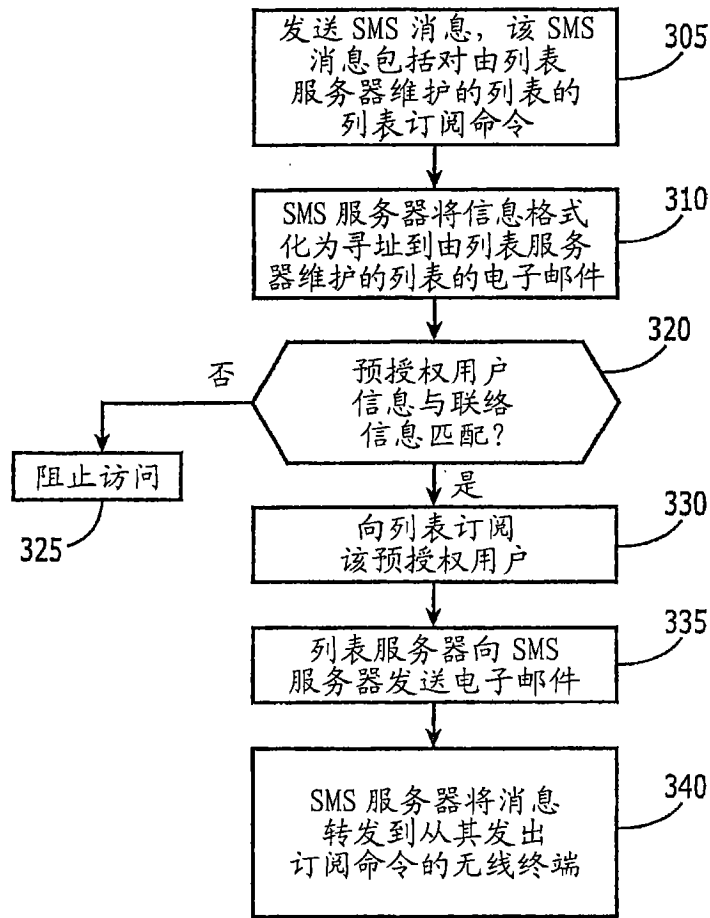 发送 SMS 消息，该 SMS
消息包括对由列表
服务器维护的列表的
列表订阅命令
305
SMS 服务器将信息格式
化为寻址到由列表服务
器维护的列表的电子邮件
310
预授权用户
信息与联络
信息匹配？
320
否
阻止访问
325
是
向列表订阅
该预授权用户
330
列表服务器向 SMS
服务器发送电子邮件
335
SMS 服务器将消息
转发到从其发出
订阅命令的无线终端
340